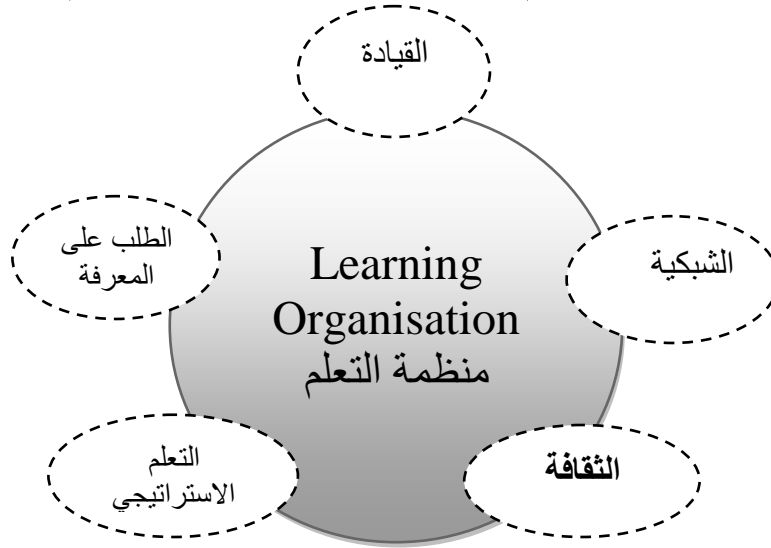 القيادة
الشبكية
الطلب على
المعرفة
Learning
Organisation
منظمة التعلم
الثقافة
التعلم
الاستراتيجي